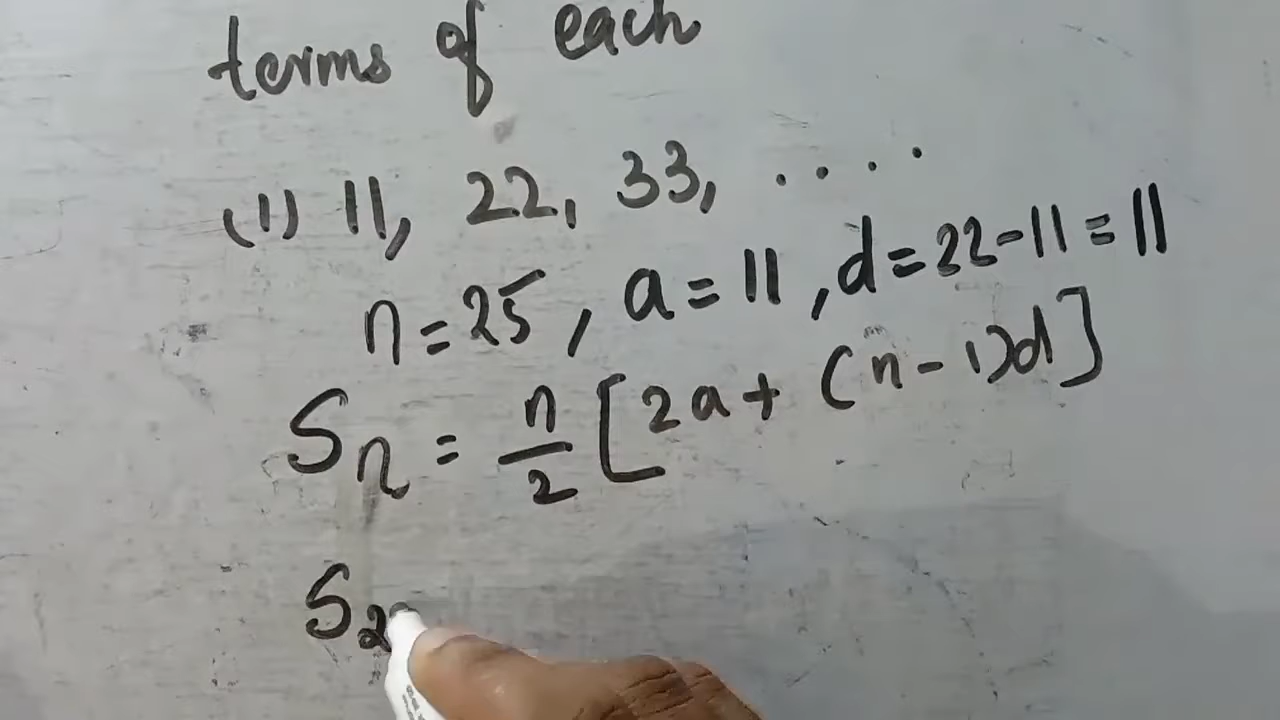 terms of each
(1) 11, 22, 33, ....
n = 25, a = 11, d = 22 - 11 = 11
Sn = n/2 [2a + (n - 1)d]
S2